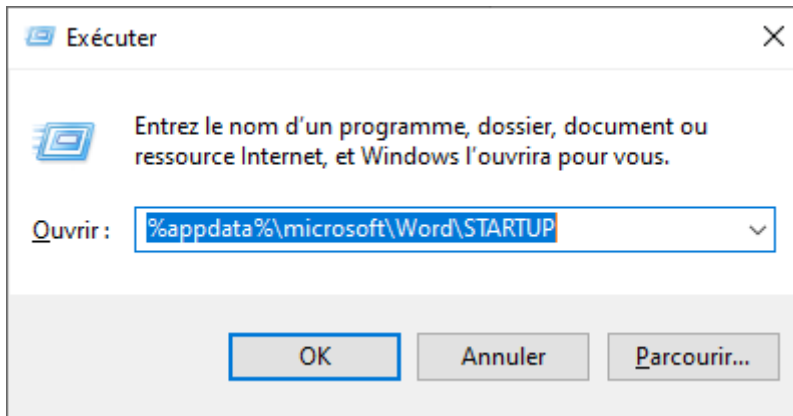 Exécuter
Entrez le nom d'un programme, dossier, document ou
ressource Internet, et Windows l'ouvrira pour vous.
Ouvrir : %appdata%\microsoft\Word\STARTUP
OK Annuler Parcourir...